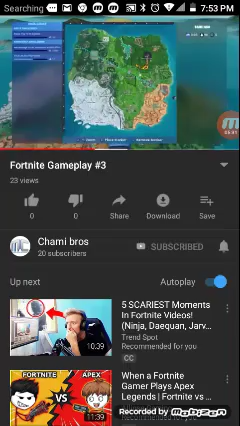 Searching
7:53 PM
Fortnite Gameplay #3
23 views
0
0
Share
Download
Save
Chami bros
20 subscribers
SUBSCRIBED
Up next
Autoplay
5 SCARIEST Moments
In Fortnite Videos!
(Ninja, Daequan, Jarv...
Trend Spot
Recommended for you
CC
10:39
When a Fortnite
Gamer Plays Apex
Legends | Fortnite vs ...
FORTNITE
APEX
VS
11:39
Recorded by Mobizen